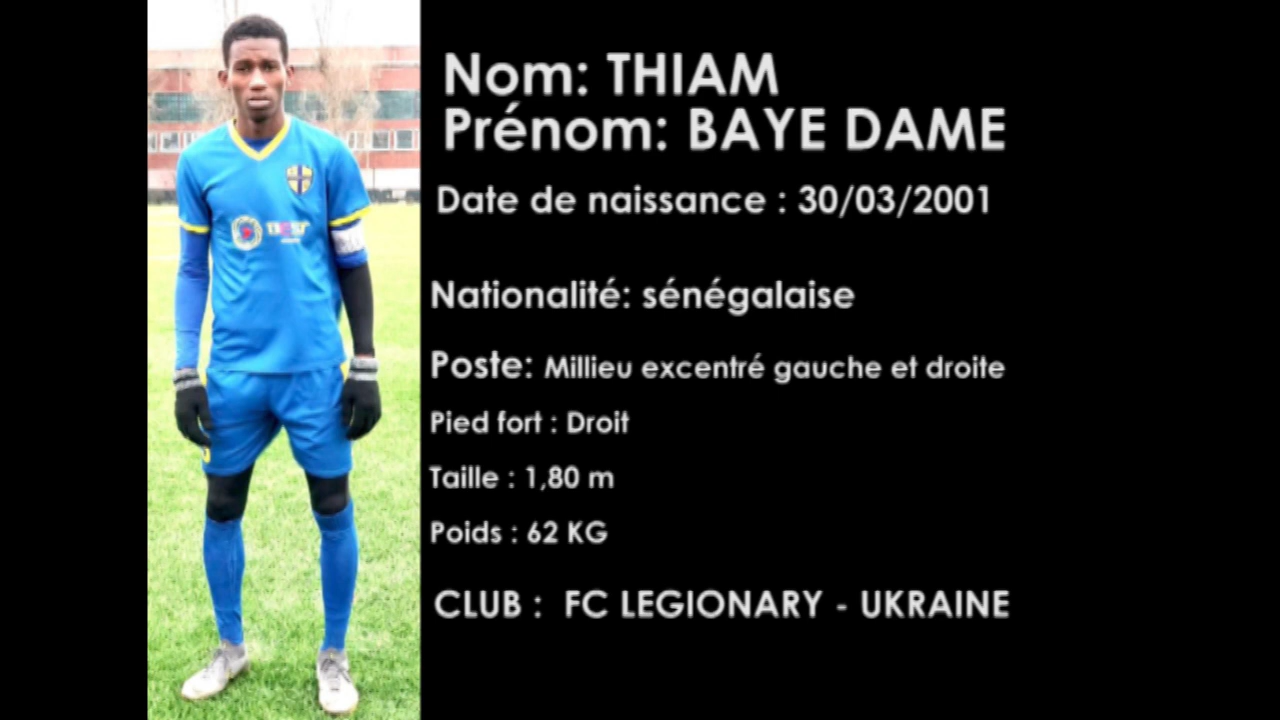 Nom: THIAM
Prénom: BAYE DAME
Date de naissance : 30/03/2001
Nationalité: sénégalaise
Poste: Millieu excentré gauche et droite
Pied fort : Droit
Taille : 1,80 m
Poids : 62 KG
CLUB : FC LEGIONARY - UKRAINE